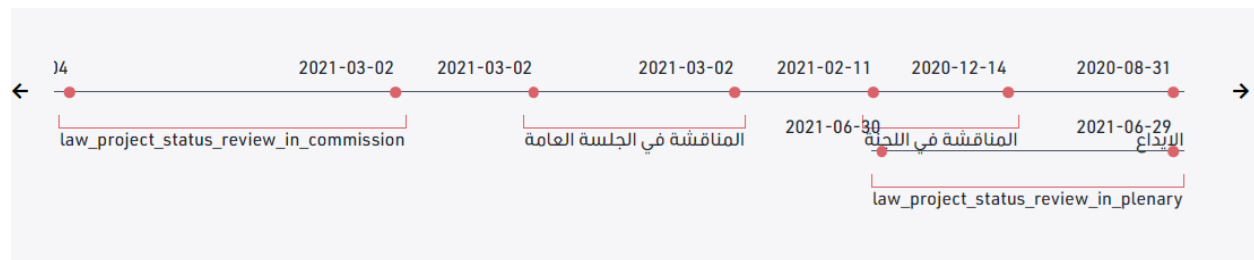 04 2021-03-02 2021-03-02 2021-03-02 2021-02-11 2020-12-14 2020-08-31
law_project_status_review_in_commission المناقشة في الجلسة العامة المناقشة في اللجنة الإيداع
2021-06-30 2021-06-29
law_project_status_review_in_plenary